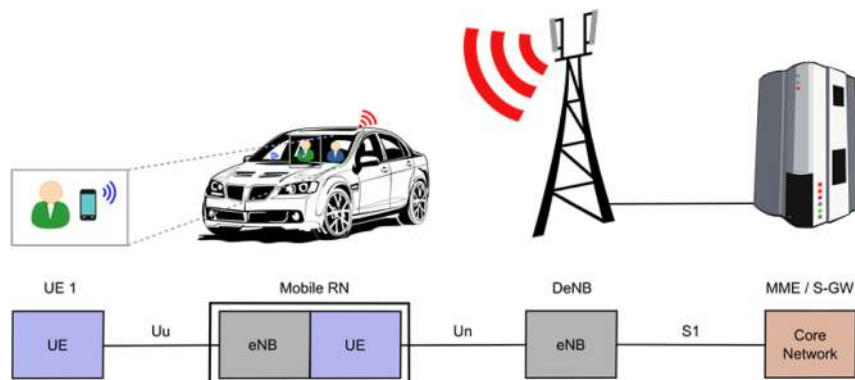 UE 1
Mobile RN
DeNB
MME / S-GW
UE
Uu
eNB
UE
Un
eNB
S1
Core
Network